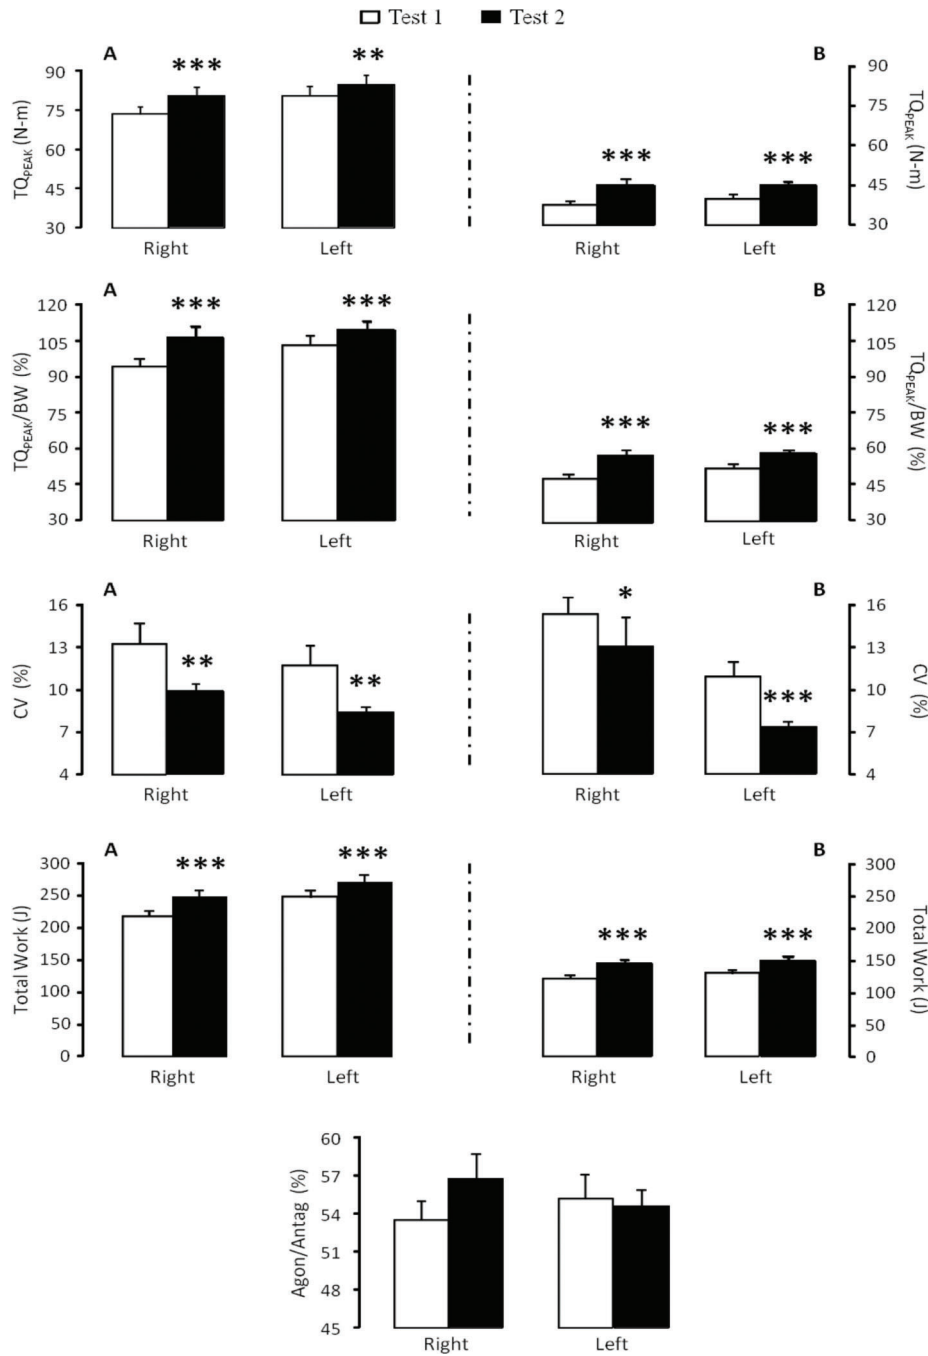 Test 1 Test 2
A
TQPEAK (N-m)
90
75
60
45
30
***
**
Right Left
B
***
***
Right Left
90
75
60
45
30
TQPEAK (N-m)
A
TQPEAK/BW (%)
120
105
90
75
60
45
30
***
***
Right Left
B
***
***
Right Left
120
105
90
75
60
45
30
TQPEAK/BW (%)
A
CV (%)
16
13
10
7
4
**
**
Right Left
B
*
***
Right Left
16
13
10
7
4
CV (%)
A
Total Work (J)
300
250
200
150
100
50
0
***
***
Right Left
B
***
***
Right Left
300
250
200
150
100
50
0
Total Work (J)
Agon/Antag (%)
60
57
54
51
48
45
Right Left